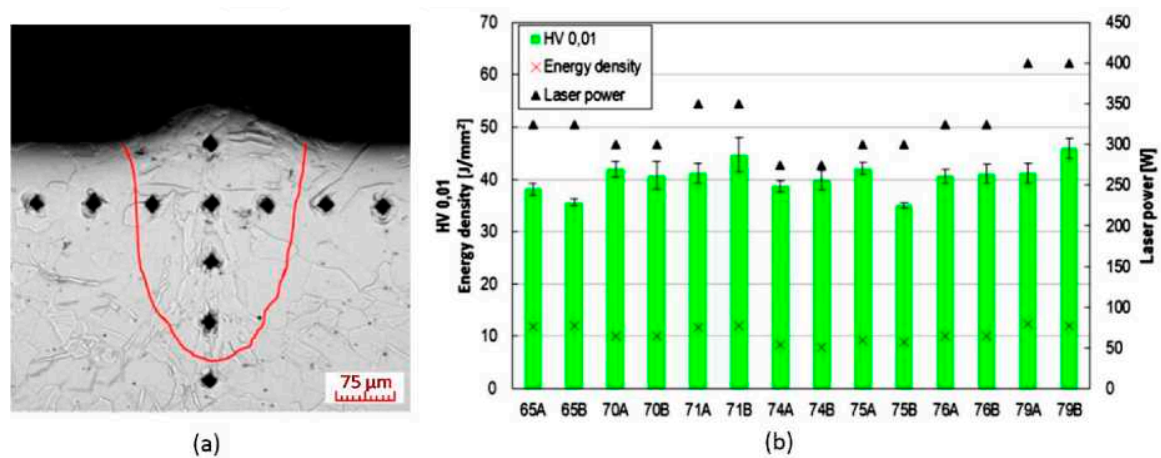 75 μm
(a)
70
60
50
40
30
20
10
0
HV 0,01
Energy density [J/mm²]
HV 0,01
Energy density
Laser power
450
400
350
300
250
200
150
100
50
0
Laser power[W]
65A 65B 70A 70B 71A 71B 74A 74B 75A 75B 76A 76B 79A 79B
(b)